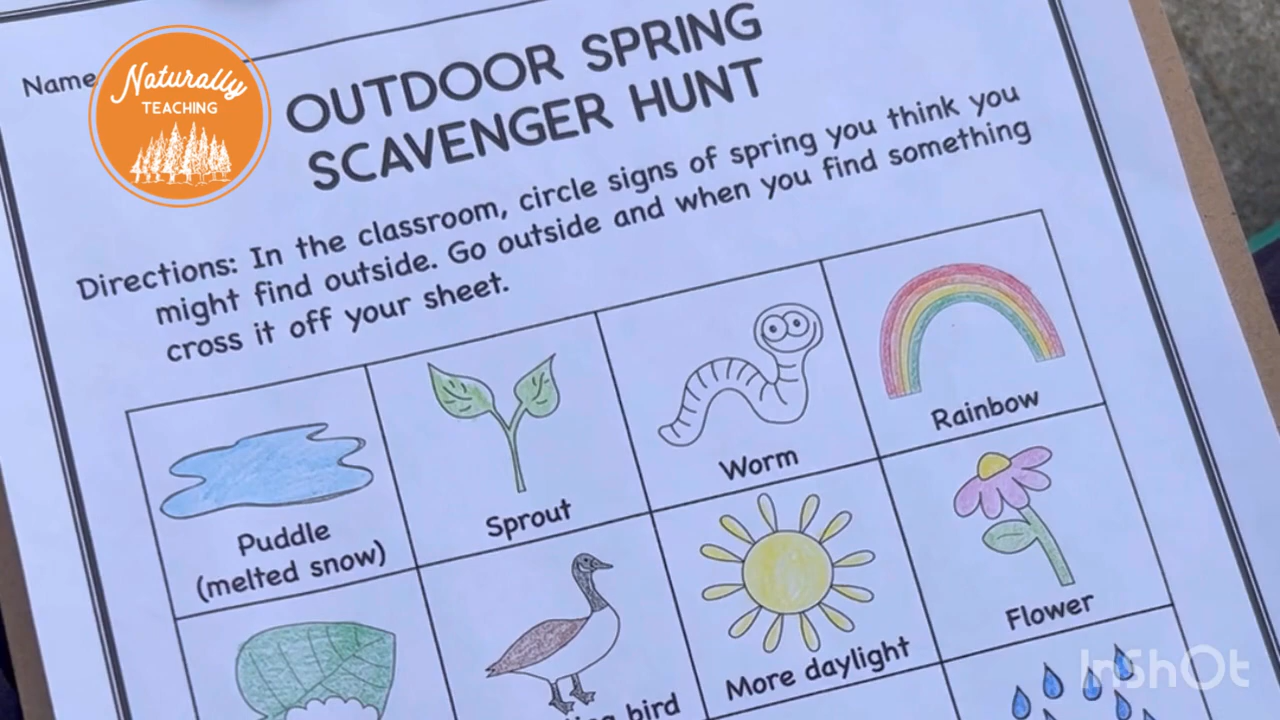 Name
Naturally
TEACHING
OUTDOOR SPRING
SCAVENGER HUNT
Directions: In the classroom, circle signs of spring you think you
might find outside. Go outside and when you find something
cross it off your sheet.
Puddle
(melted snow)
Sprout
Worm
Rainbow
bird
More daylight
Flower
InShOt